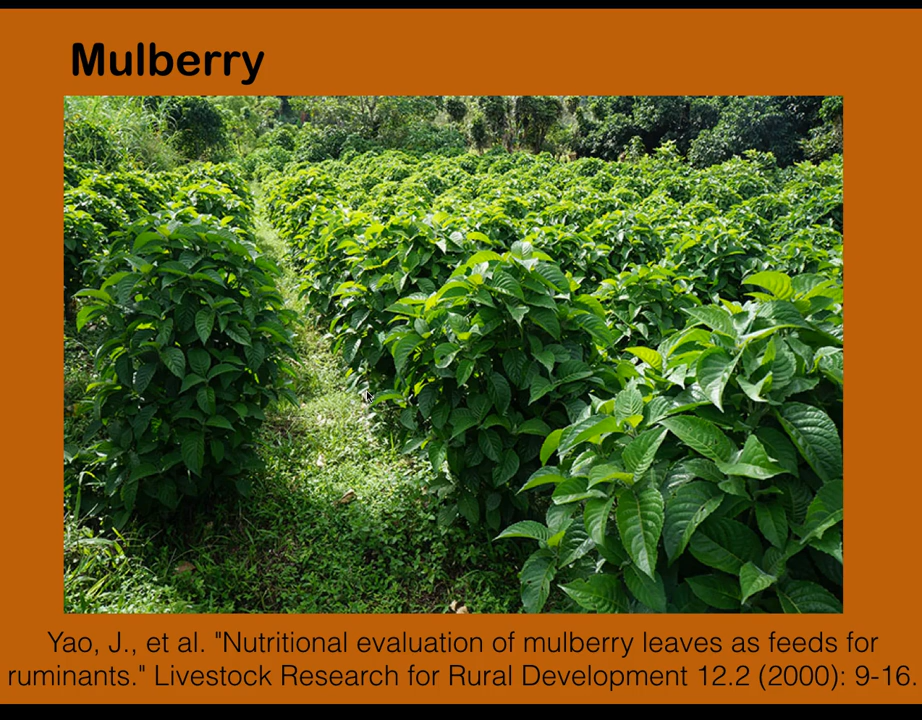 Mulberry
Yao, J., et al. "Nutritional evaluation of mulberry leaves as feeds for
ruminants." Livestock Research for Rural Development 12.2 (2000): 9-16.